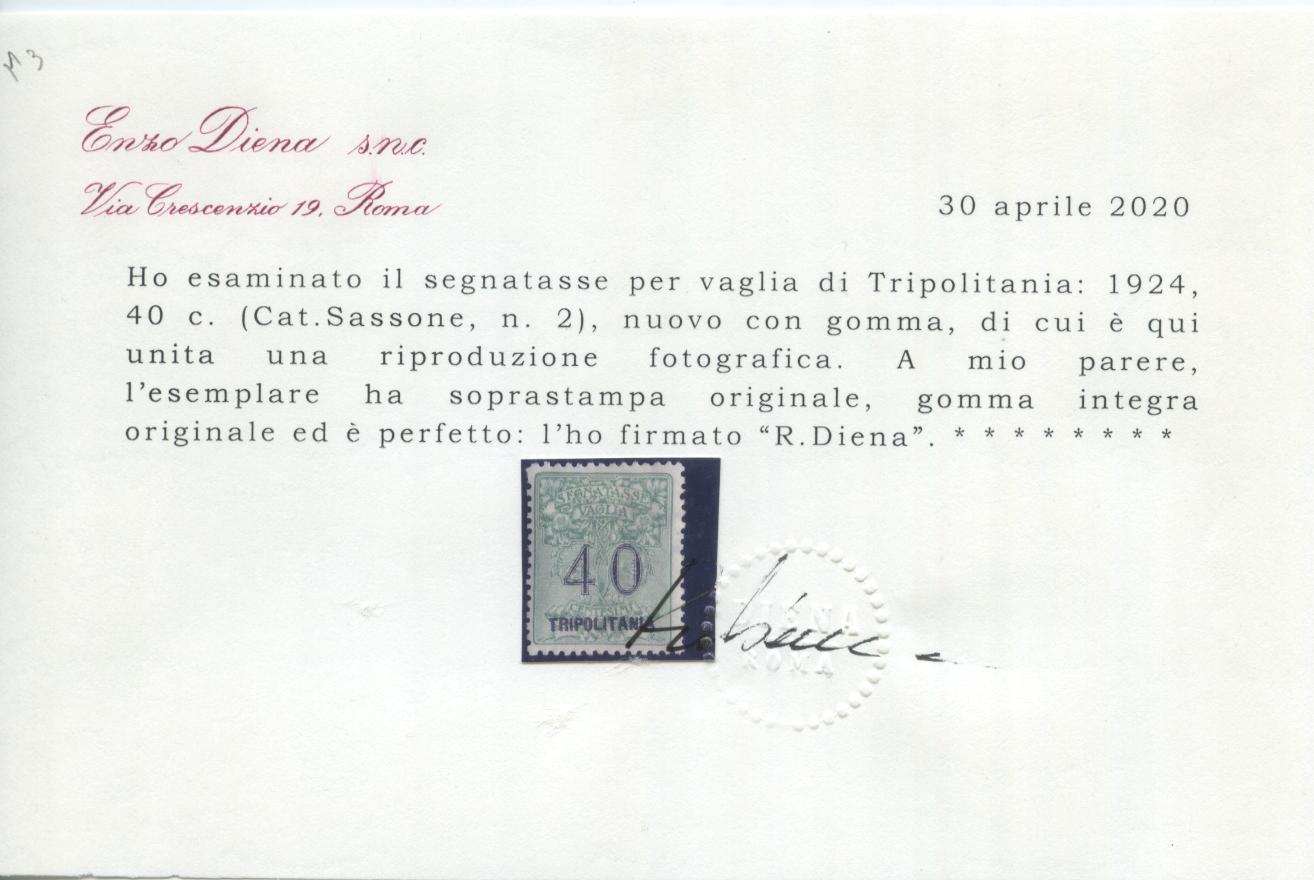 Enzo Diena s.n.c.
Via Crescenzio 19, Roma
30 aprile 2020
Ho esaminato il segnatasse per vaglia di Tripolitania: 1924,
40 c. (Cat.Sassone, n. 2), nuovo con gomma, di cui è qui
unita una riproduzione fotografica. A mio parere,
l'esemplare ha soprastampa originale, gomma integra
originale ed è perfetto: l'ho firmato “R.Diena”. * * * * * * * *
SEGNATASSE
VAGLIA
40
CENTESIMI
TRIPOLITANIA
DIENA
ROMA